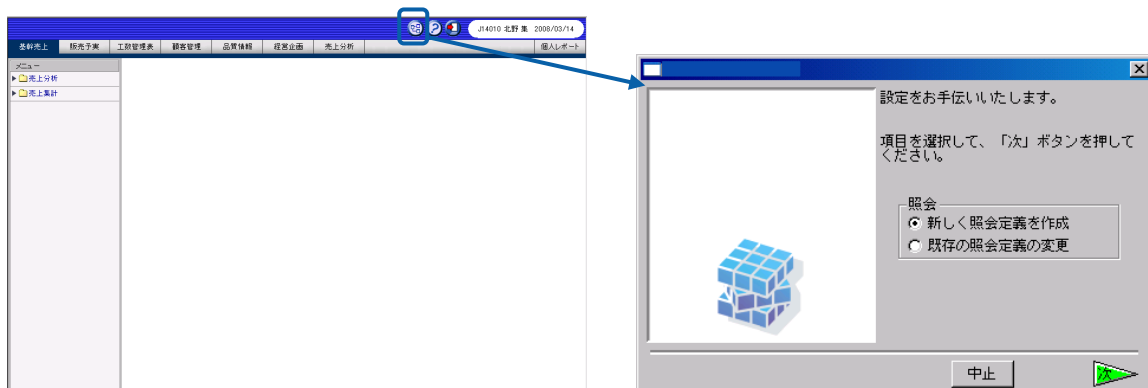 J14010 北野 集 2008/03/14
基幹売上 販売予実 工数管理表 顧客管理 品質情報 経営企画 売上分析 個人レポート
メニュー
売上分析
売上集計
設定をお手伝いいたします。
項目を選択して、「次」ボタンを押して
ください。
照会
新しく照会定義を作成
既存の照会定義の変更
中止
次